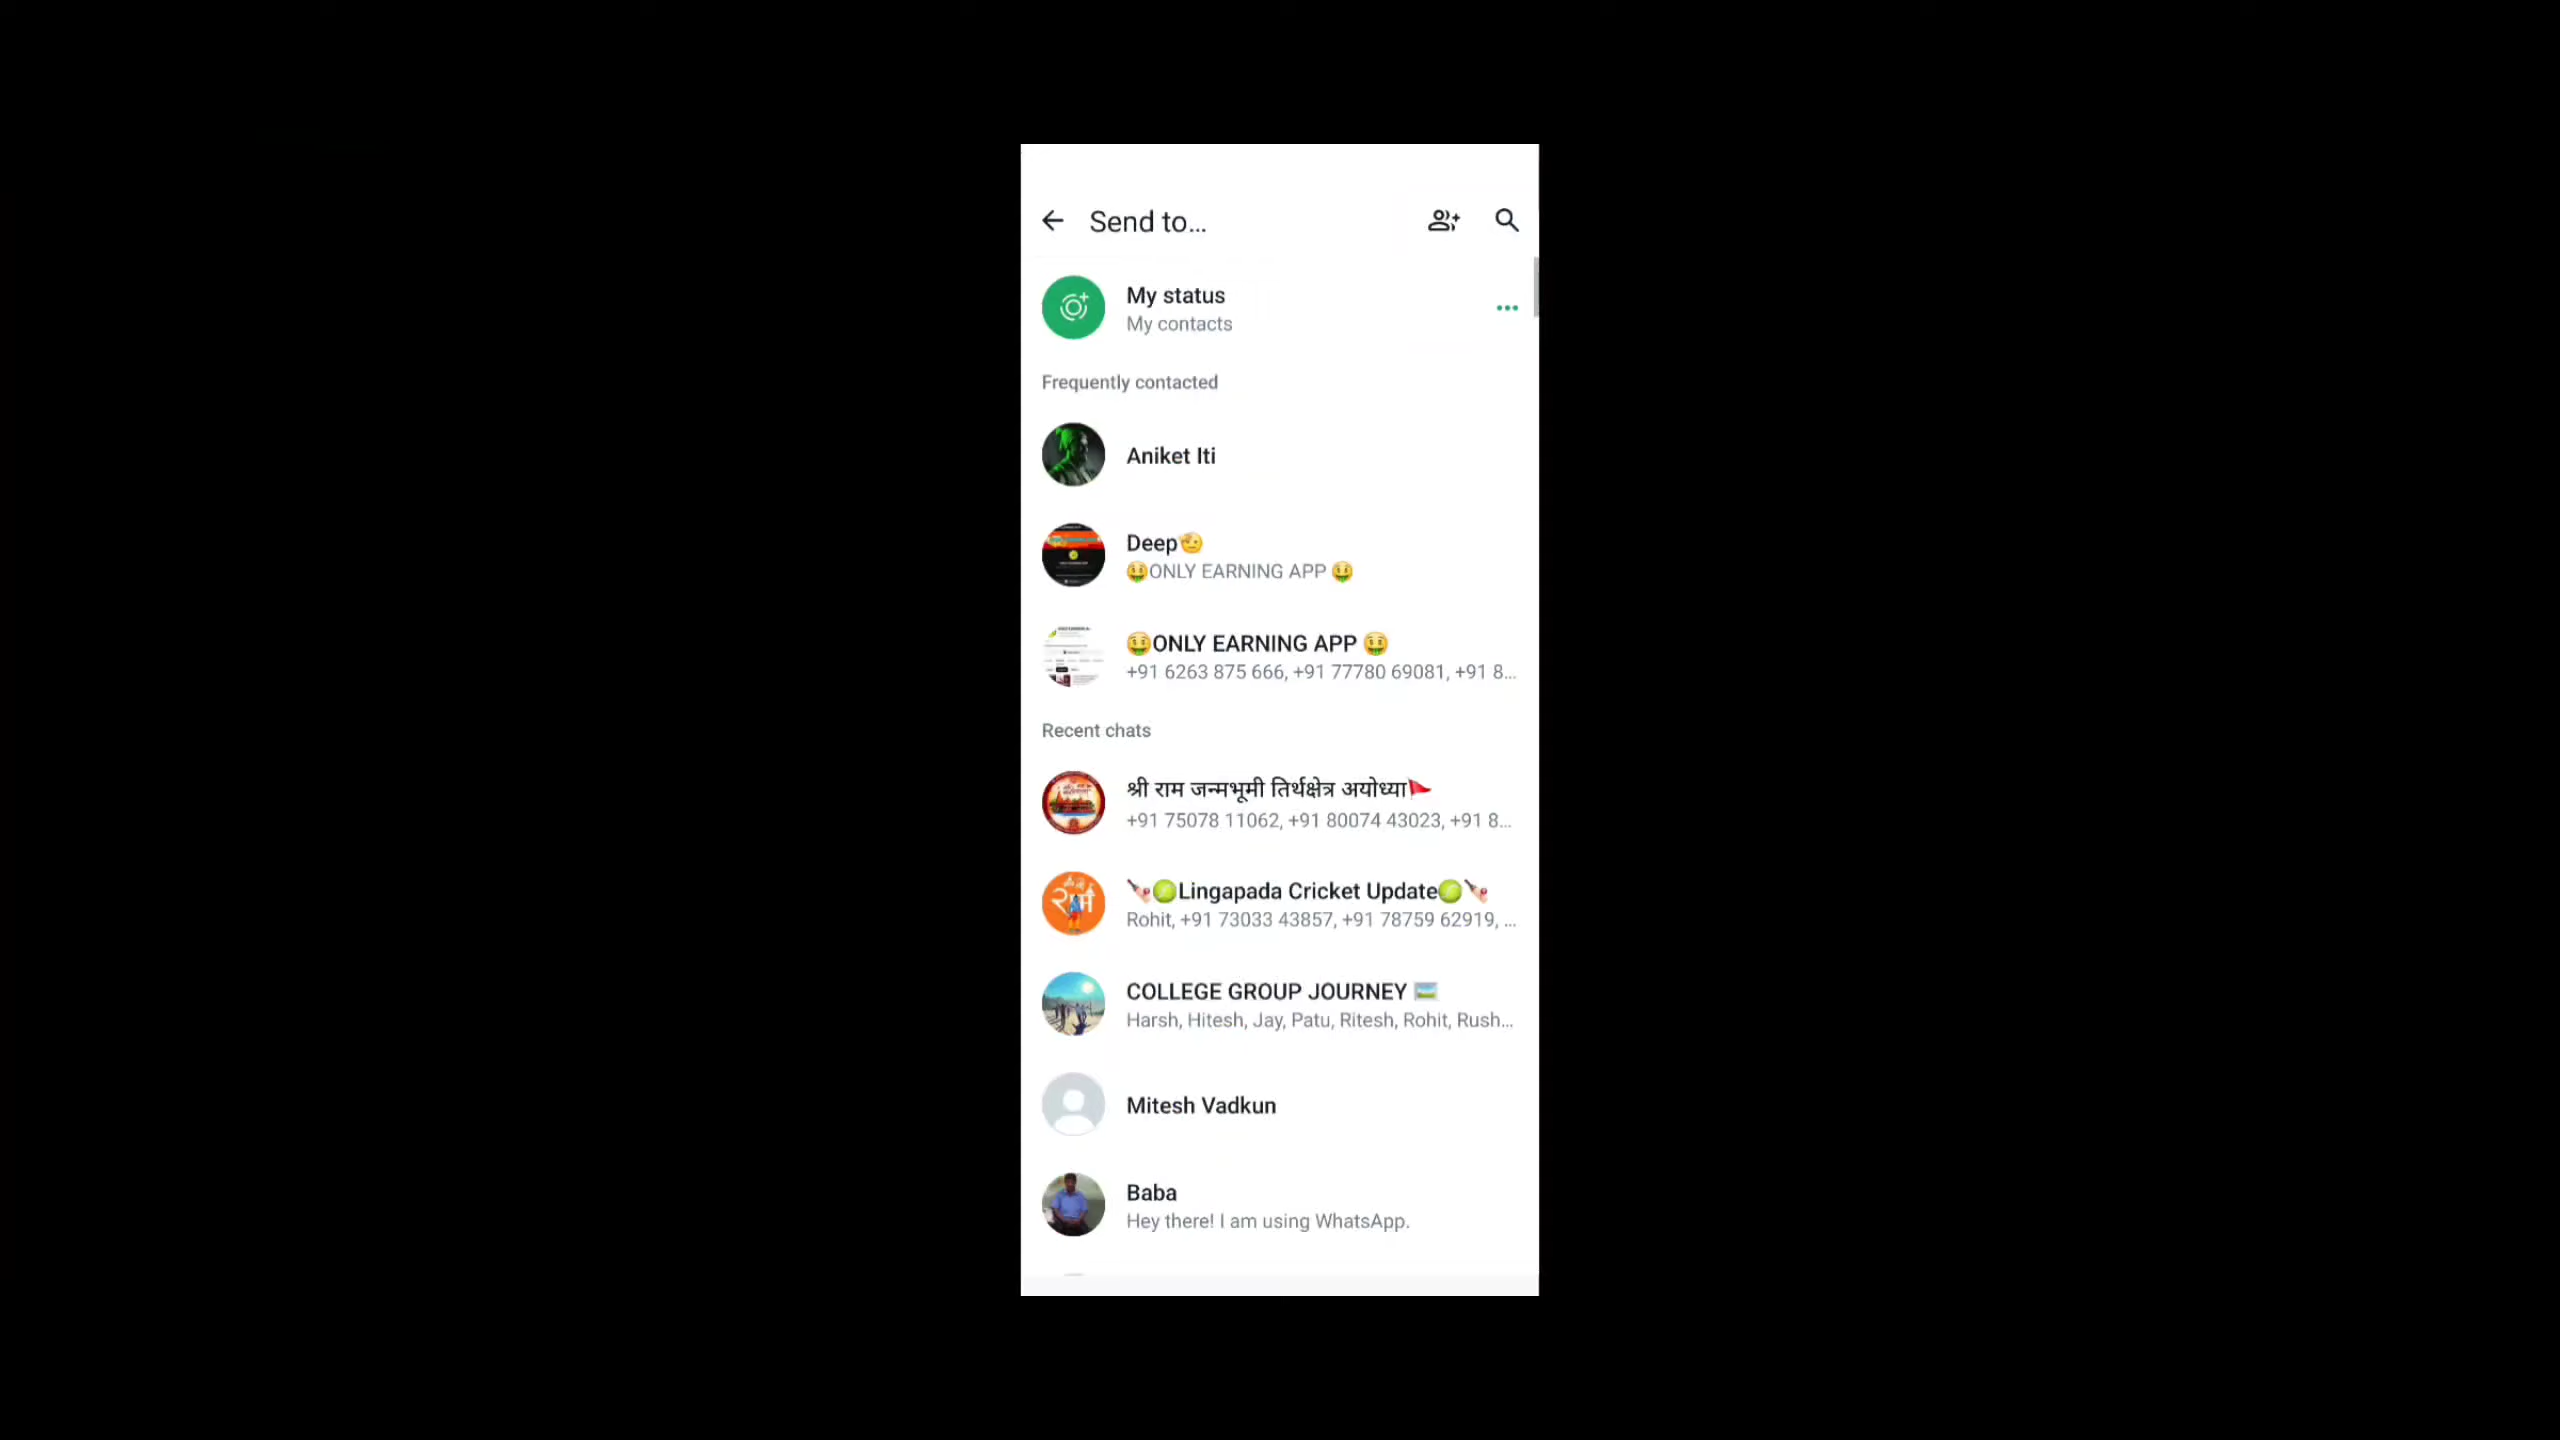 Send to...
My status
My contacts
Frequently contacted
Aniket Iti
Deep🫡
🤑ONLY EARNING APP 🤑
🤑ONLY EARNING APP 🤑
+91 6263 875 666, +91 77780 69081, +91 8...
Recent chats
श्री राम जन्मभूमी तिर्थक्षेत्र अयोध्या🚩
+91 75078 11062, +91 80074 43023, +91 8...
🏏🎾Lingapada Cricket Update🎾🏏
Rohit, +91 73033 43857, +91 78759 62919, ...
COLLEGE GROUP JOURNEY 🖼️
Harsh, Hitesh, Jay, Patu, Ritesh, Rohit, Rush...
Mitesh Vadkun
Baba
Hey there! I am using WhatsApp.